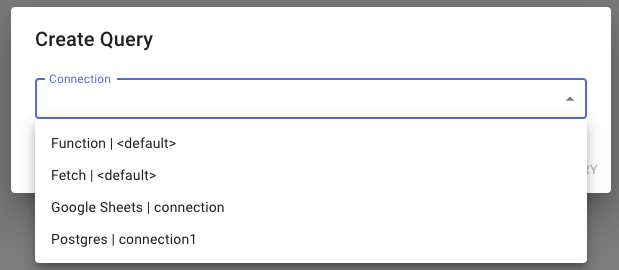 Create Query
Connection
Function | <default>
Fetch | <default>
Google Sheets | connection
Postgres | connection1